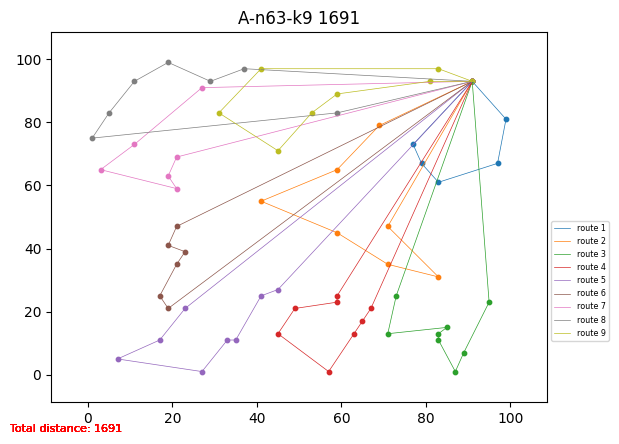 A-n63-k9 1691
100
80
60
40
20
0
0 20 40 60 80 100
route 1
route 2
route 3
route 4
route 5
route 6
route 7
route 8
route 9
Total distance: 1691